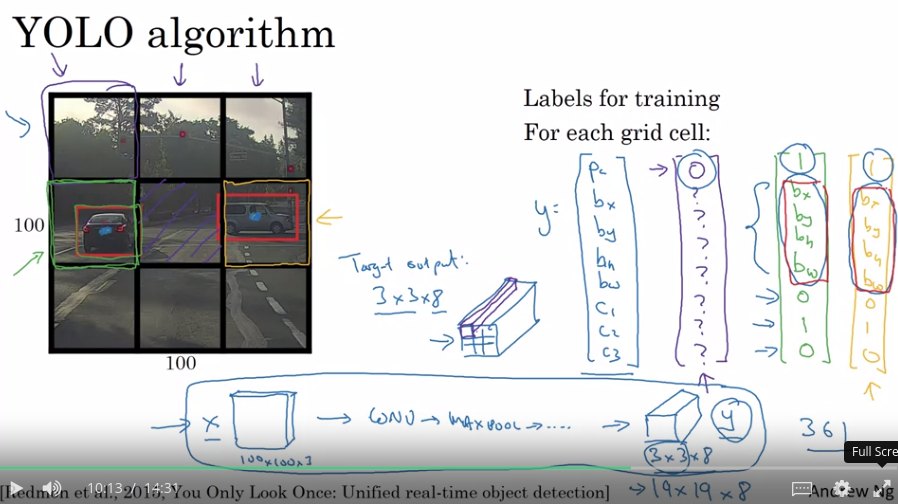 YOLO algorithm
Labels for training
For each grid cell:
100
100
Target output:
3×3×8
y =
Pc
bx
by
bh
bw
C1
C2
C3
0
?
?
?
?
?
?
?
1
bx
by
bh
bw
0
1
0
1
bx
by
bh
bw
0
1
0
x → CONV → MAXPOOL → .... → y
100×100×3
3×3×8
→ 19×19×8
361
Full Scre
10:13 / 14:31
[Redmon et al., 2015, You Only Look Once: Unified real-time object detection]
Andrew Ng